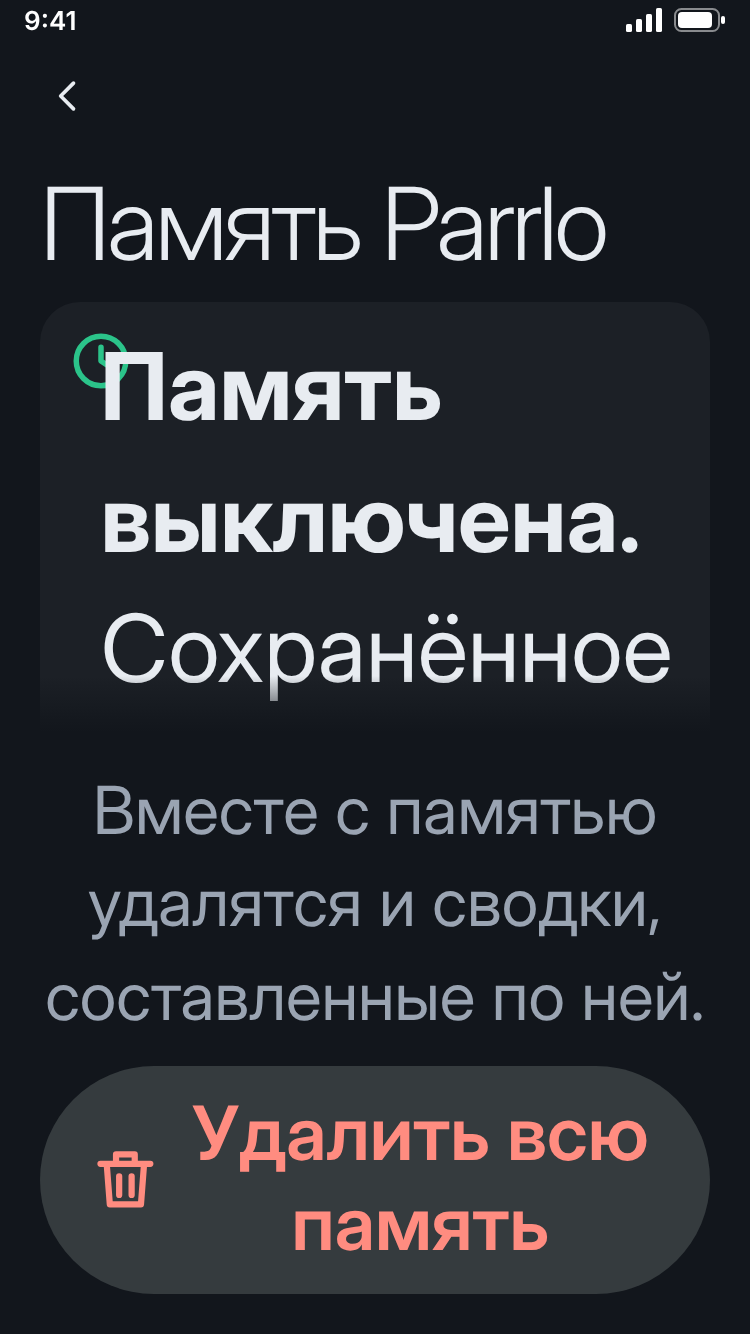 9:41
Память Parrlo
Память
выключена.
Сохранённое
Вместе с памятью
удалятся и сводки,
составленные по ней.
Удалить всю
память